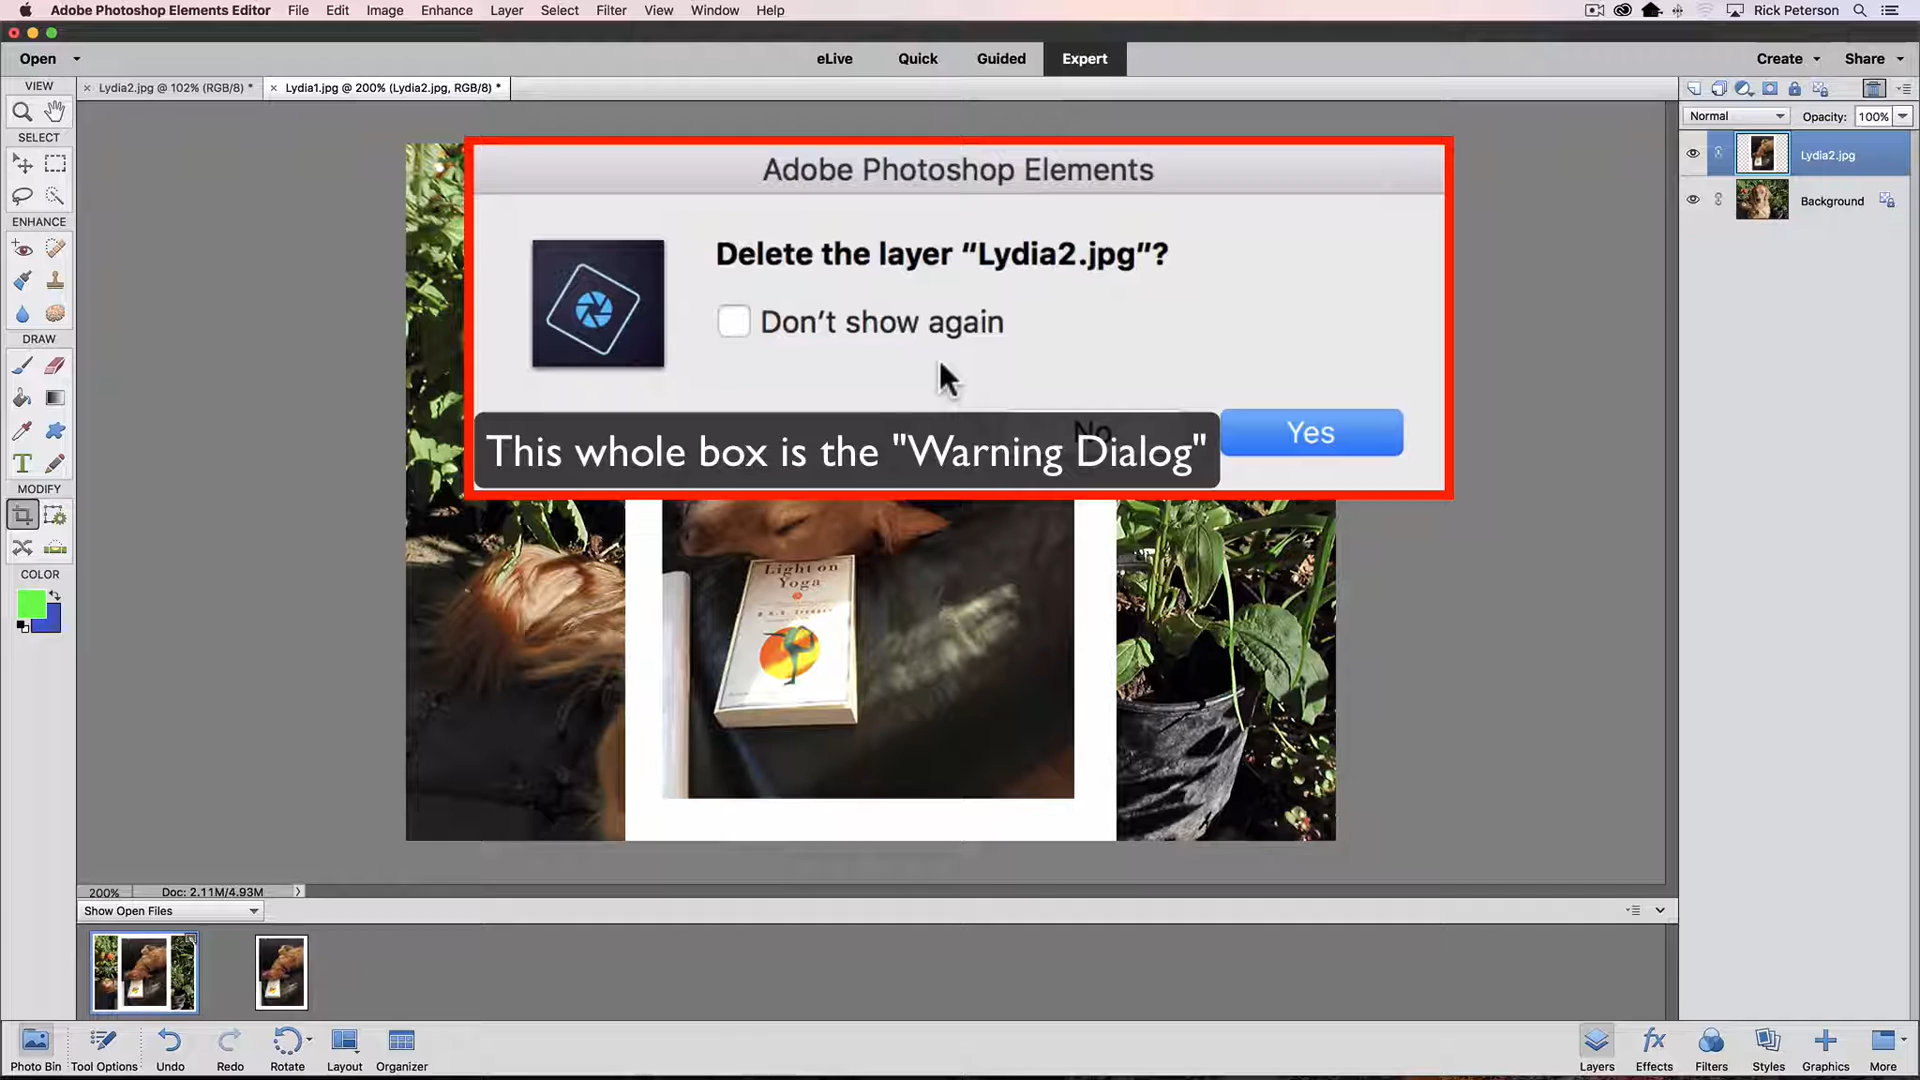 Adobe Photoshop Elements Editor File Edit Image Enhance Layer Select Filter View Window Help Rick Peterson
Open eLive Quick Guided Expert Create Share
VIEW
× Lydia2.jpg @ 102% (RGB/8) * × Lydia1.jpg @ 200% (Lydia2.jpg, RGB/8) *
Normal Opacity: 100%
SELECT
Lydia2.jpg
Background
ENHANCE
DRAW
MODIFY
COLOR
Adobe Photoshop Elements
Delete the layer “Lydia2.jpg”?
Don’t show again
No Yes
This whole box is the "Warning Dialog"
Light on
Yoga
200% Doc: 2.11M/4.93M
Show Open Files
Photo Bin Tool Options Undo Redo Rotate Layout Organizer Layers Effects Filters Styles Graphics More